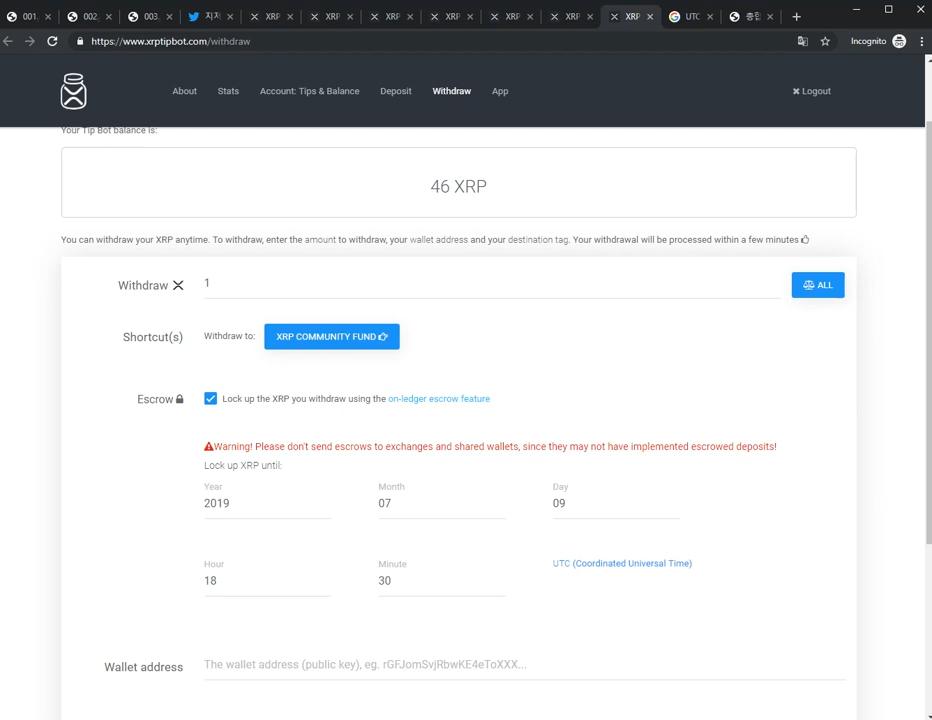 001. 002. 003. 지지 XRP XRP XRP XRP XRP XRP XRP UTC 총합
https://www.xrptipbot.com/withdraw Incognito
About Stats Account: Tips & Balance Deposit Withdraw App Logout
Your Tip Bot balance is:
46 XRP
You can withdraw your XRP anytime. To withdraw, enter the amount to withdraw, your wallet address and your destination tag. Your withdrawal will be processed within a few minutes
Withdraw 1 ALL
Shortcut(s) Withdraw to: XRP COMMUNITY FUND
Escrow Lock up the XRP you withdraw using the on-ledger escrow feature
Warning! Please don't send escrows to exchanges and shared wallets, since they may not have implemented escrowed deposits!
Lock up XRP until:
Year Month Day
2019 07 09
Hour Minute UTC (Coordinated Universal Time)
18 30
Wallet address The wallet address (public key), eg. rGFJomSvjRbwKE4eToXXX...